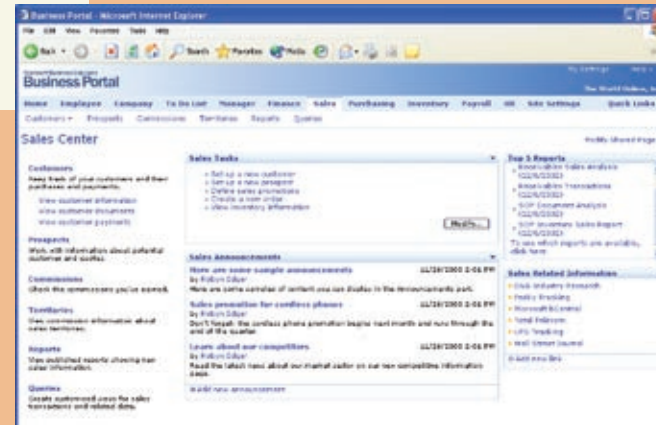 Business Portal - Microsoft Internet Explorer
File Edit View Favorites Tools Help
Back Search Favorites Media
Business Portal
My Settings Help
Home Employee Company To Do List Manager Finance Sales Purchasing Inventory Payroll HR Site Settings Quick Links
Customers Prospects Commissions Territories Reports Queries
Sales Center
Modify Shared Page
Customers
Keep track of your customers and their
purchases and payments.
View customer information
View customer documents
View customer payments
Prospects
Work with information about potential
customer and quotes.
Commissions
Check the commissions you've earned.
Territories
View commission information about
sales territories.
Reports
View published reports showing
sales information.
Queries
Create customized views for sales
transactions and related data.
Sales Tasks
Set up a new customer
Set up a new prospect
Define sales promotions
Create a new order
View inventory information
Modify...
Sales Announcements
Here are some sample announcements
by Robyn
Here are some samples of content you can display in the Announcements part.
Sales promotion for cordless phones
by Robyn
Don't forget: the cordless phone promotion begins next month and runs through the
end of the quarter.
Learn about our competitors
by Robyn
Read the latest news about our market sector on our new competitive information
page.
Add new announcement
Top 5 Reports
Receivables Sales Analysis
Receivables Transactions
SOP Document Analysis
SOP Inventory Sales Report
To see which reports are available,
click here
Sales Related Information
Industry Research
Tracking
Microsoft bCentral
UPS Tracking
Wall Street Journal
Add new link